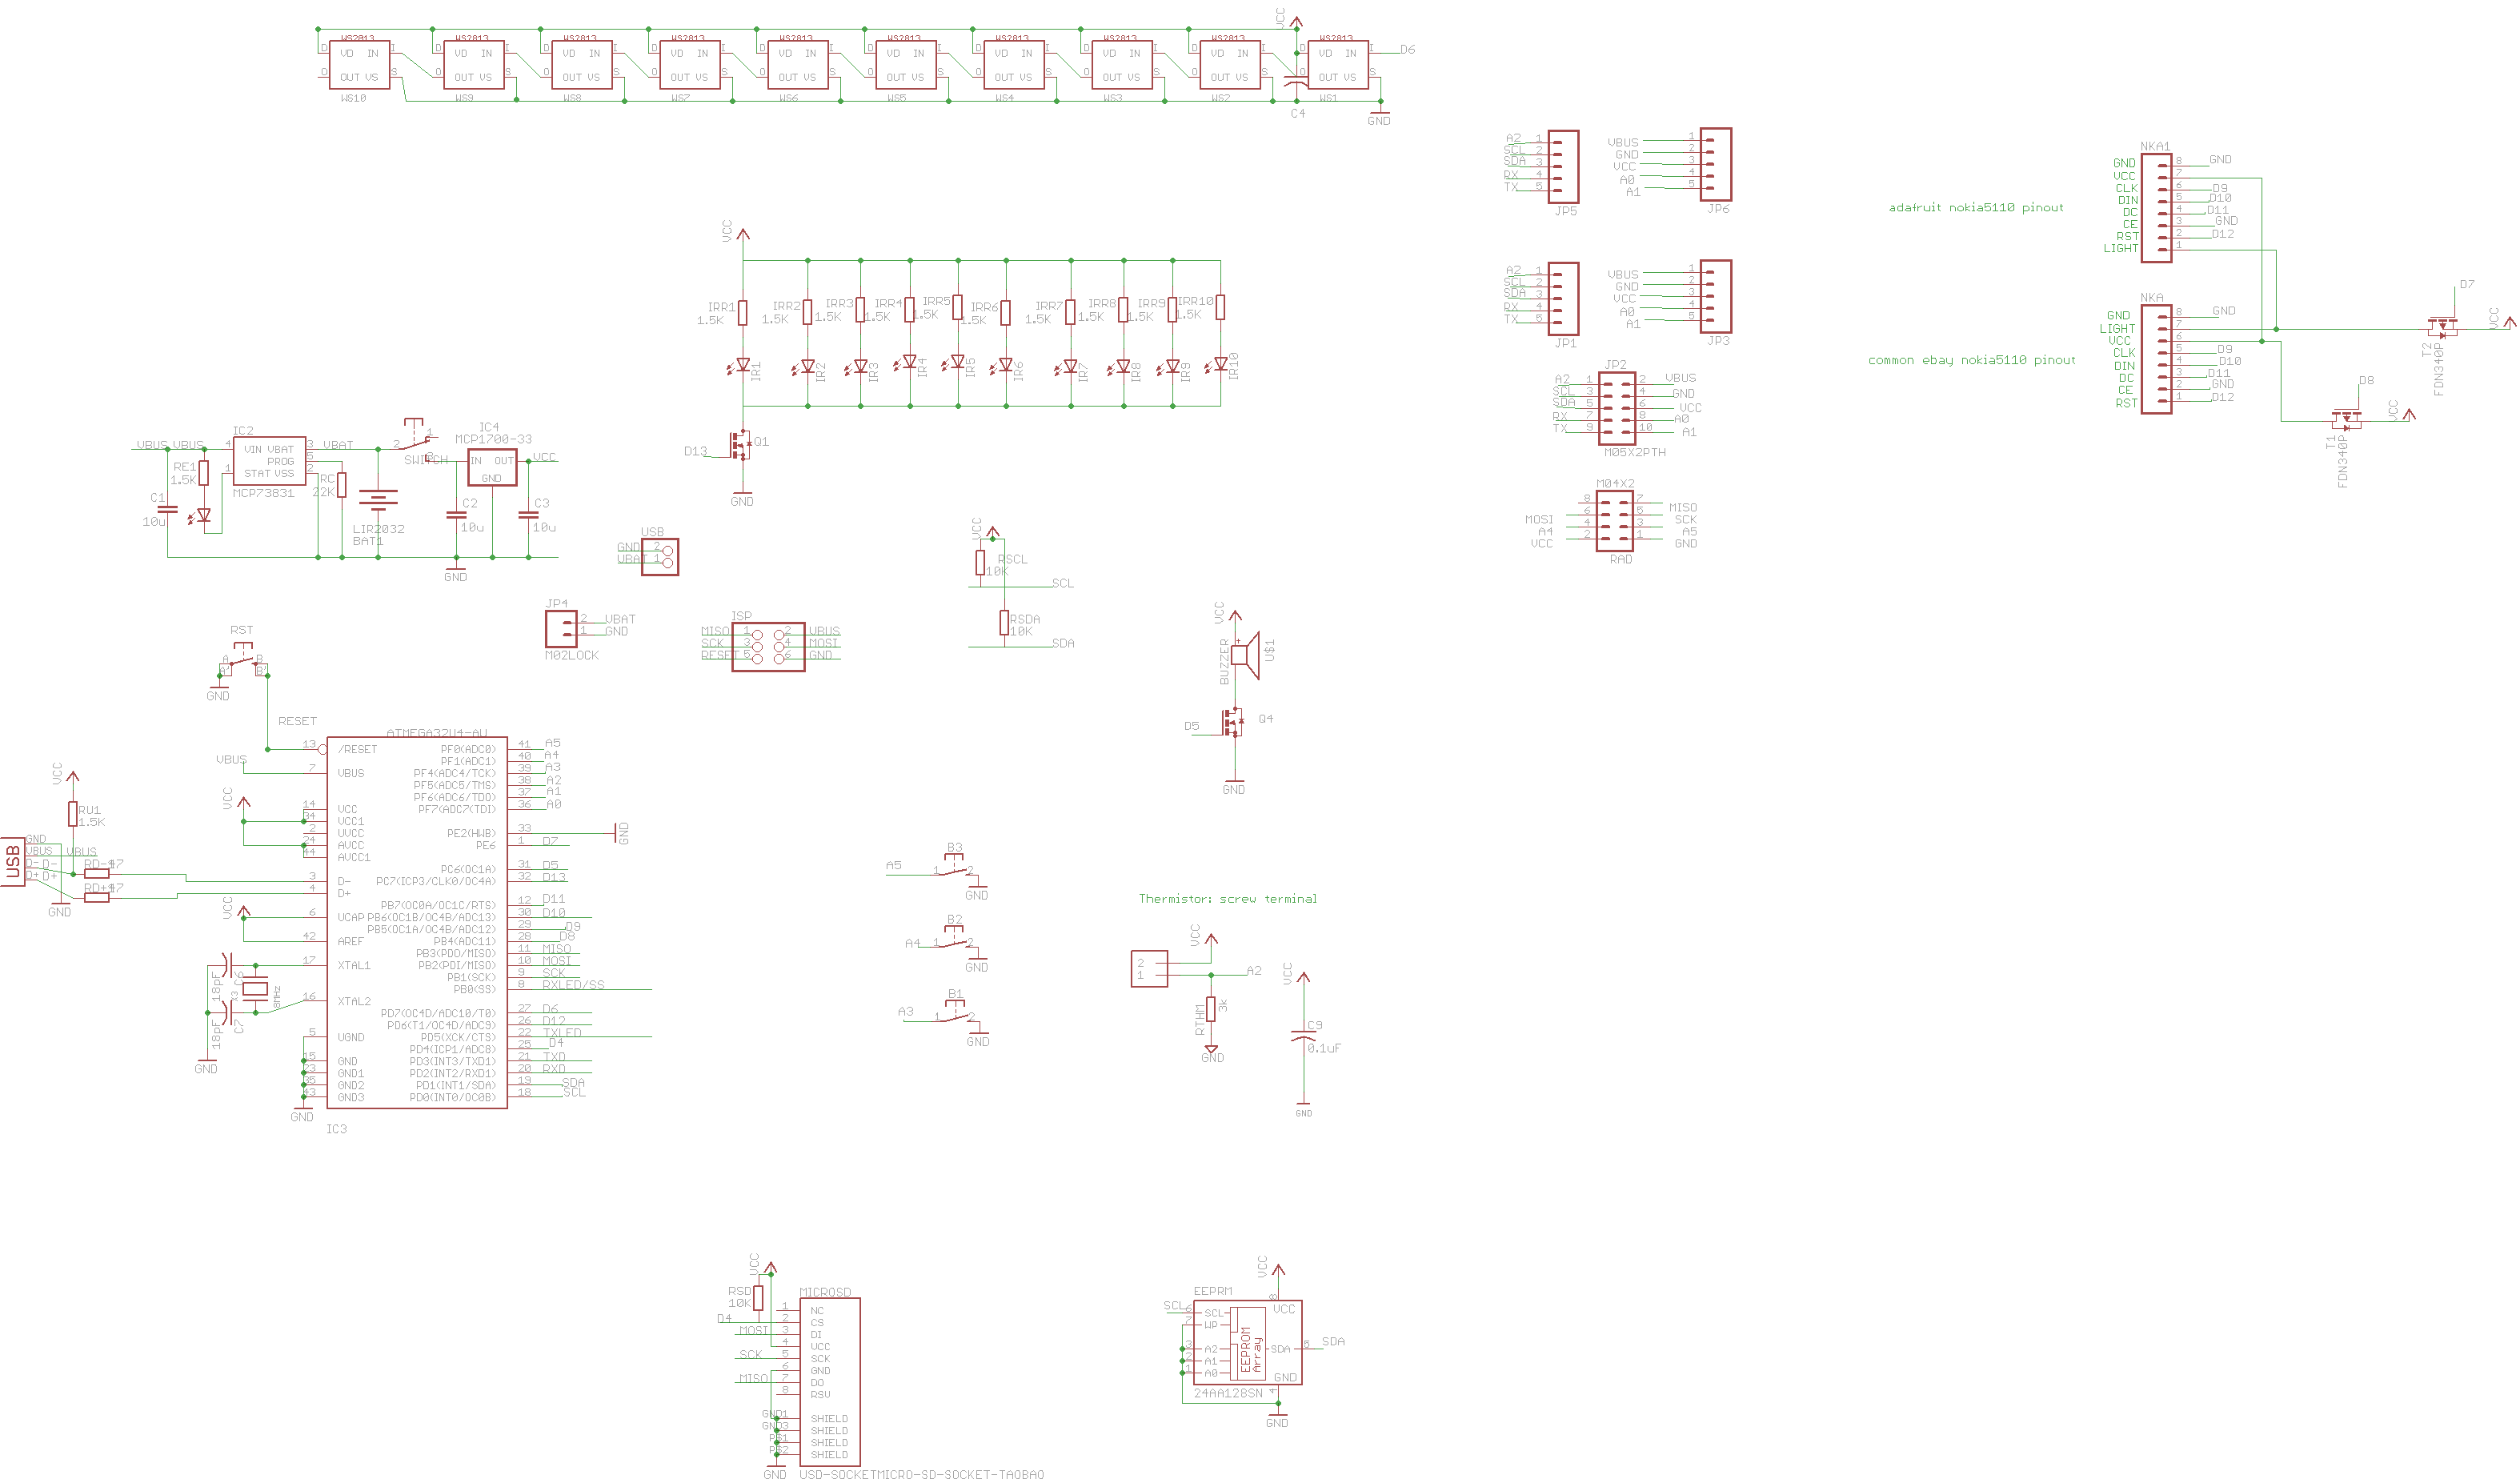 VCC
WS2813 WS2813 WS2813 WS2813 WS2813 WS2813 WS2813 WS2813 WS2813 WS2813
D VD IN I D VD IN I D VD IN I D VD IN I D VD IN I D VD IN I D VD IN I D VD IN I D VD IN I D VD IN I D6
O OUT VS S O OUT VS S O OUT VS S O OUT VS S O OUT VS S O OUT VS S O OUT VS S O OUT VS S O OUT VS S O OUT VS S
WS10 WS9 WS8 WS7 WS6 WS5 WS4 WS3 WS2 WS1
C4
GND
A2 1
SCL 2
SDA 3
RX 4
TX 5
JP5
VBUS 1
GND 2
VCC 3
A0 4
A1 5
JP6
adafruit nokia5110 pinout
NKA1
GND 8 GND
VCC 7
CLK 6 D9
DIN 5 D10
DC 4 D11
CE 3 GND
RST 2 D12
LIGHT 1
A2 1
SCL 2
SDA 3
RX 4
TX 5
JP1
VBUS 1
GND 2
VCC 3
A0 4
A1 5
JP3
common ebay nokia5110 pinout
NKA
GND 8 GND
LIGHT 7
VCC 6
CLK 5 D9
DIN 4 D10
DC 3 D11
CE 2 GND
RST 1 D12
D7
VCC
T2
FDN340P
D8
VCC
T1
FDN340P
VCC
IRR1 IRR2 IRR3 IRR4 IRR5 IRR6 IRR7 IRR8 IRR9 IRR10
1.5K 1.5K 1.5K 1.5K 1.5K 1.5K 1.5K 1.5K 1.5K 1.5K
IR1 IR2 IR3 IR4 IR5 IR6 IR7 IR8 IR9 IR10
D13 Q1
GND
JP2
A2 1 2 VBUS
SCL 3 4 GND
SDA 5 6 VCC
RX 7 8 A0
TX 9 10 A1
M05X2PTH
M04X2
8 7 MISO
MOSI 6 5 SCK
A4 4 3 A5
VCC 2 1 GND
RAD
IC2
VBUS VBUS 4 VIN VBAT 3 VBAT
PROG 5
1 STAT VSS 2
MCP73831
RE1
1.5K
C1
10u
RC
22K
LIR2032
BAT1
2 1
SWITCH
IC4
MCP1700-33
IN OUT VCC
GND
C2
10u
C3
10u
GND
USB
GND 2
VBAT 1
VCC
RSCL
10K
SCL
RSDA
10K
SDA
JP4
2 VBAT
1 GND
M02LOCK
ISP
MISO 1 2 VBUS
SCK 3 4 MOSI
RESET 5 6 GND
VCC
+
BUZZER
U$1
D5 Q4
GND
RST
A B
A' B'
GND
RESET
ATMEGA32U4-AU
13 /RESET PF0(ADC0) 41 A5
PF1(ADC1) 40 A4
VBUS 7 VBUS PF4(ADC4/TCK) 39 A3
PF5(ADC5/TMS) 38 A2
PF6(ADC6/TDO) 37 A1
VCC 14 VCC PF7(ADC7(TDI) 36 A0
34 VCC1
2 UVCC PE2(HWB) 33 GND
24 AVCC PE6 1 D7
44 AVCC1
PC6(OC1A) 31 D5
3 D- PC7(ICP3/CLK0/OC4A) 32 D13
4 D+
PB7(OC0A/OC1C/RTS) 12 D11
VCC 6 UCAP PB6(OC1B/OC4B/ADC13) 30 D10
PB5(OC1A/OC4B/ADC12) 29 D9
42 AREF PB4(ADC11) 28 D8
PB3(PDO/MISO) 11 MISO
17 XTAL1 PB2(PDI/MISO) 10 MOSI
PB1(SCK) 9 SCK
PB0(SS) 8 RXLED/SS
16 XTAL2
PD7(OC4D/ADC10/T0) 27 D6
PD6(T1/OC4D/ADC9) 26 D12
5 UGND PD5(XCK/CTS) 22 TXLED
PD4(ICP1/ADC8) 25 D4
15 GND PD3(INT3/TXD1) 21 TXD
23 GND1 PD2(INT2/RXD1) 20 RXD
35 GND2 PD1(INT1/SDA) 19 SDA
43 GND3 PD0(INT0/OC0B) 18 SCL
GND
IC3
VCC
RU1
1.5K
USB
GND
VBUS VBUS
D- D- RD-
D+ D+ RD+
GND
18pF
18pF C7
X3
8MHz
GND
A5 1 B3 2
GND
A4 1 B2 2
GND
A3 1 B1 2
GND
Thermistor: screw terminal
VCC
2
1 A2
RTHM
3k
GND
VCC
C9
0.1uF
GND
VCC
RSD
10K
MICROSD
1 NC
D4 2 CS
MOSI 3 DI
4 VCC
SCK 5 SCK
6 GND
MISO 7 DO
8 RSV
GND1 SHIELD
GND3 SHIELD
PS1 SHIELD
PS2 SHIELD
GND
USD-SOCKETMICRO-SD-SOCKET-TAOBAO
VCC
EEPRM
8 VCC
SCL 6 SCL
7 WP
3 A2
2 A1
1 A0
EEPROM
Array
SDA 5 SDA
GND
4
24AA128SN
GND